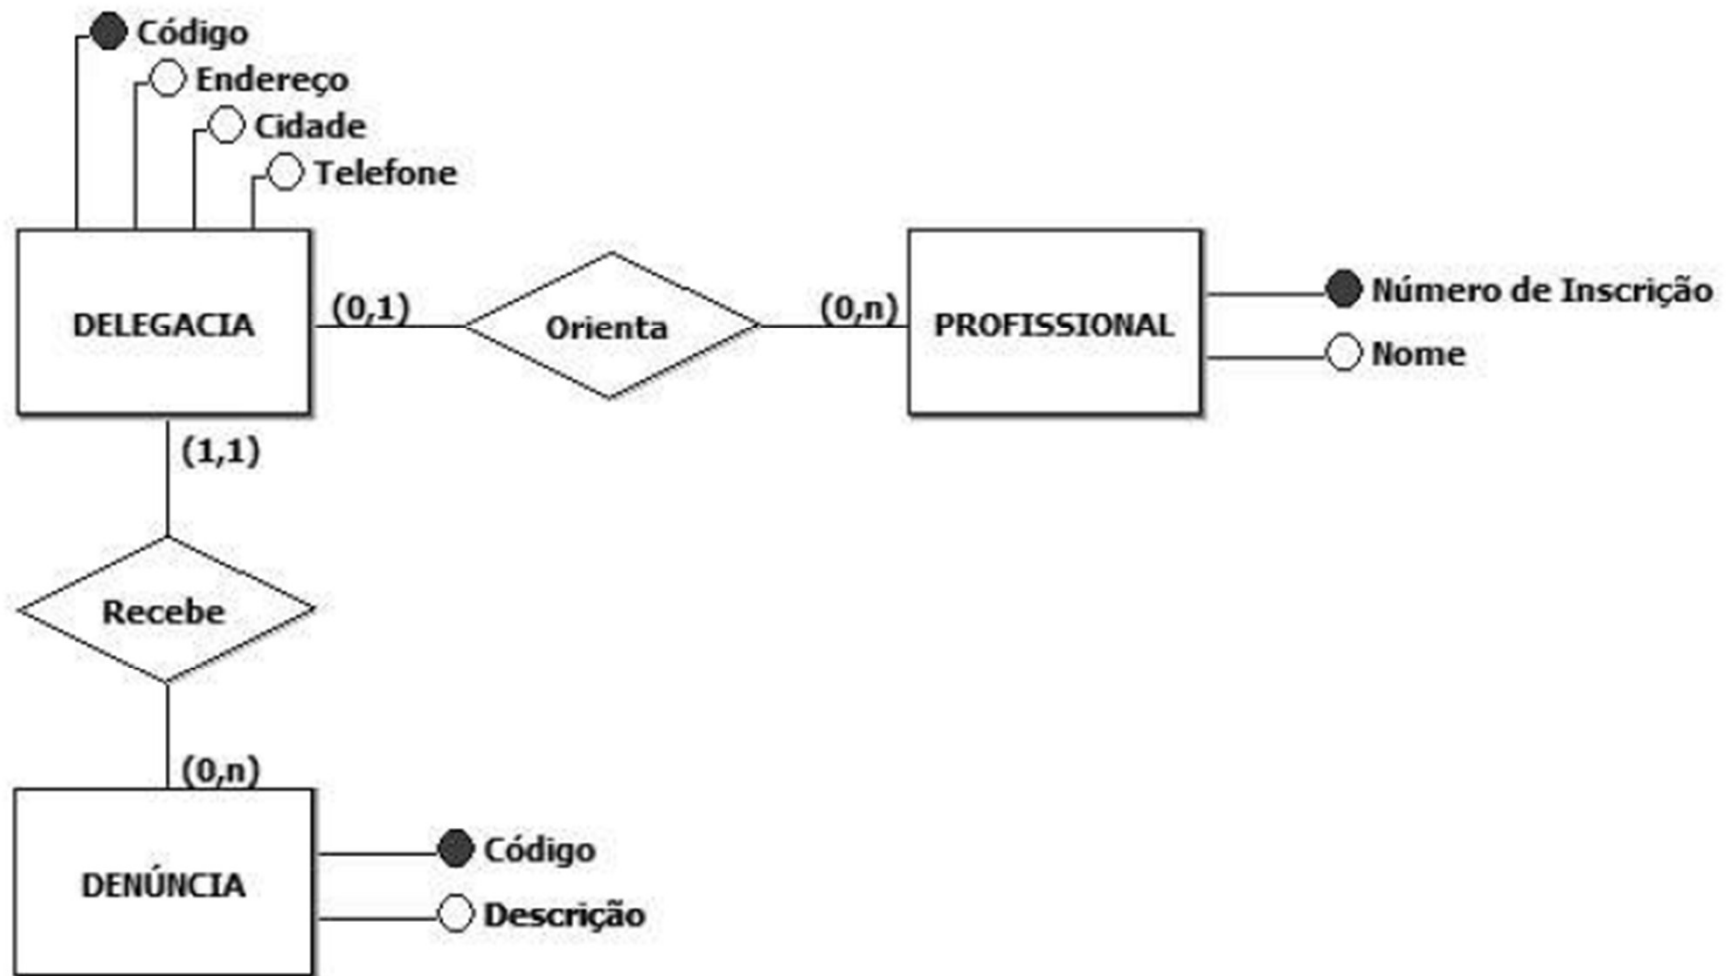 Código
Endereço
Cidade
Telefone
DELEGACIA
(0,1)
Orienta
(0,n)
PROFISSIONAL
Número de Inscrição
Nome
(1,1)
Recebe
(0,n)
DENÚNCIA
Código
Descrição